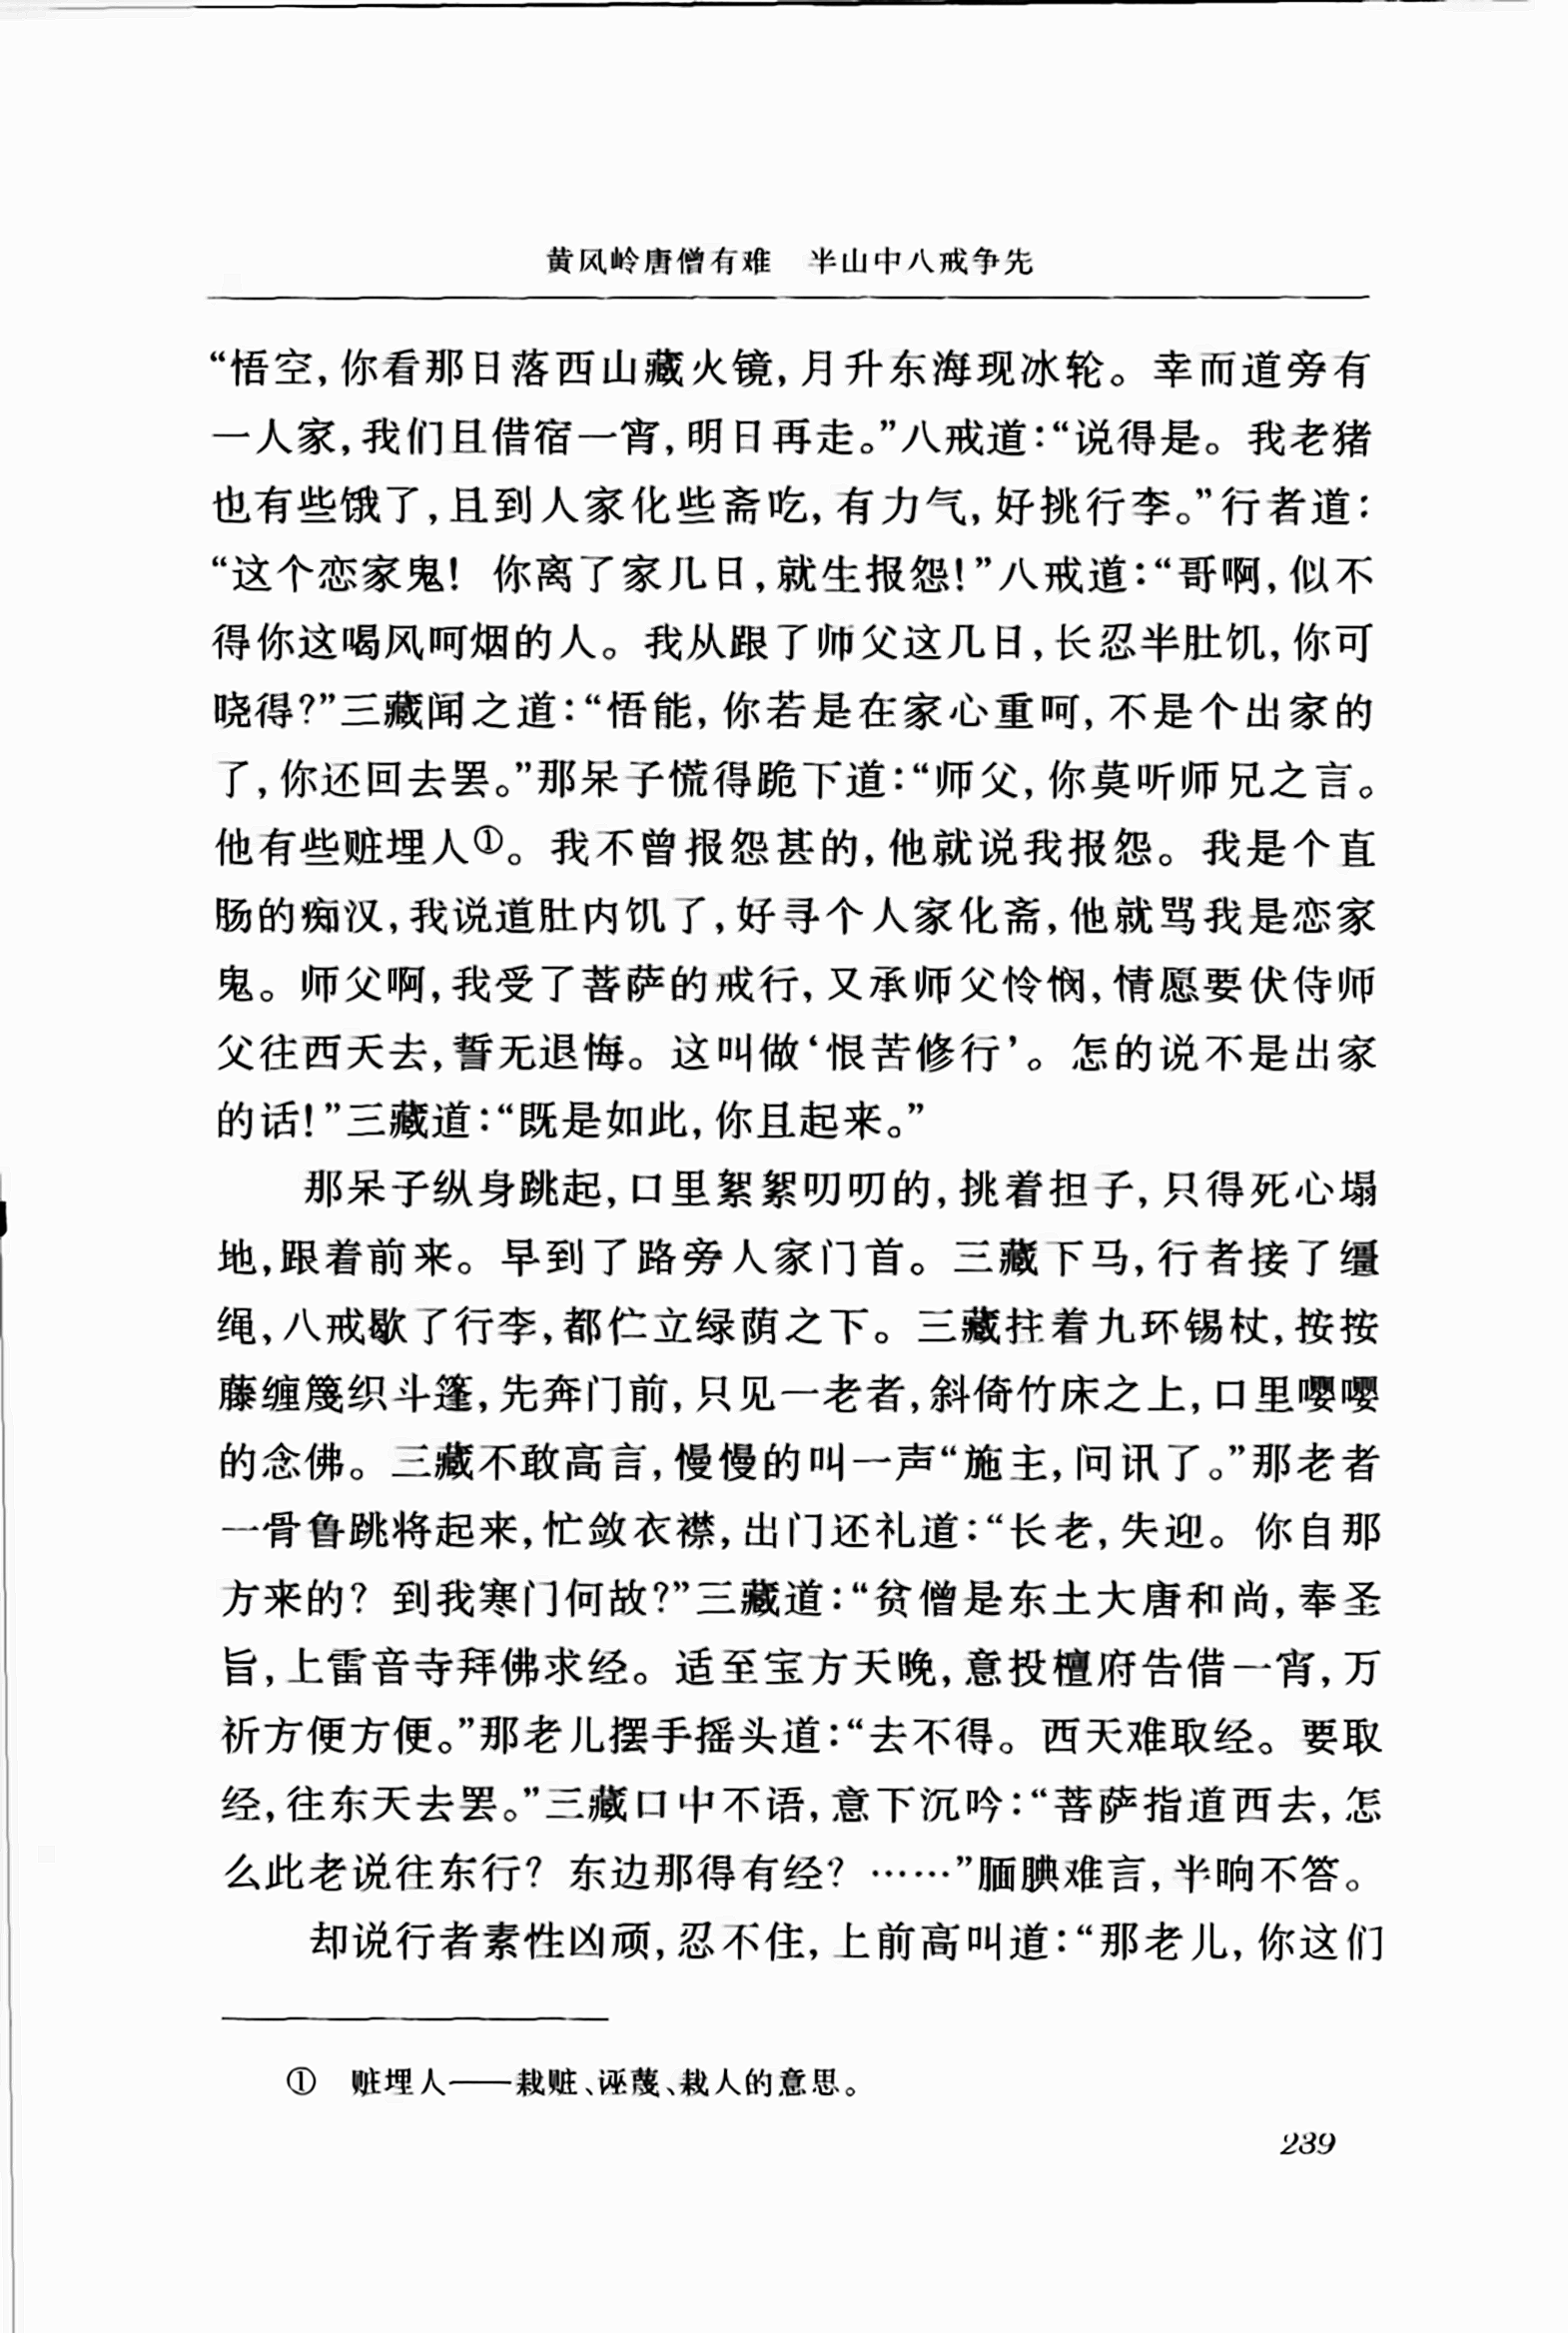 黄风岭唐僧有难　半山中八戒争先
“悟空，你看那日落西山藏火镜，月升东海现冰轮。幸而道旁有
一人家，我们且借宿一宵，明日再走。”八戒道：“说得是。我老猪
也有些饿了，且到人家化些斋吃，有力气，好挑行李。”行者道：
“这个恋家鬼！你离了家几日，就生报怨！”八戒道：“哥啊，似不
得你这喝风呵烟的人。我从跟了师父这几日，长忍半肚饥，你可
晓得？”三藏闻之道：“悟能，你若是在家心重呵，不是个出家的
了，你还回去罢。”那呆子慌得跪下道：“师父，你莫听师兄之言。
他有些赃埋人①。我不曾报怨甚的，他就说我报怨。我是个直
肠的痴汉，我说道肚内饥了，好寻个人家化斋，他就骂我是恋家
鬼。师父啊，我受了菩萨的戒行，又承师父怜悯，情愿要伏侍师
父往西天去，誓无退悔。这叫做‘恨苦修行’。怎的说不是出家
的话！”三藏道：“既是如此，你且起来。”
那呆子纵身跳起，口里絮絮叨叨的，挑着担子，只得死心塌
地，跟着前来。早到了路旁人家门首。三藏下马，行者接了缰
绳，八戒歇了行李，都伫立绿荫之下。三藏拄着九环锡杖，按按
藤缠篾织斗篷，先奔门前，只见一老者，斜倚竹床之上，口里嘤嘤
的念佛。三藏不敢高言，慢慢的叫一声“施主，问讯了。”那老者
一骨鲁跳将起来，忙敛衣襟，出门还礼道：“长老，失迎。你自那
方来的？到我寒门何故？”三藏道：“贫僧是东土大唐和尚，奉圣
旨，上雷音寺拜佛求经。适至宝方天晚，意投檀府告借一宵，万
祈方便方便。”那老儿摆手摇头道：“去不得。西天难取经。要取
经，往东天去罢。”三藏口中不语，意下沉吟：“菩萨指道西去，怎
么此老说往东行？东边那得有经？……”腼腆难言，半晌不答。
却说行者素性凶顽，忍不住，上前高叫道：“那老儿，你这们
①　赃埋人——栽赃、诬蔑、栽人的意思。
239